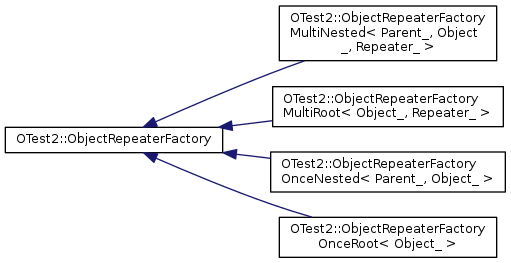 OTest2::ObjectRepeaterFactory
MultiNested< Parent_, Object
_, Repeater_ >
OTest2::ObjectRepeaterFactory
MultiRoot< Object_, Repeater_ >
OTest2::ObjectRepeaterFactory
OTest2::ObjectRepeaterFactory
OnceNested< Parent_, Object_ >
OTest2::ObjectRepeaterFactory
OnceRoot< Object_ >